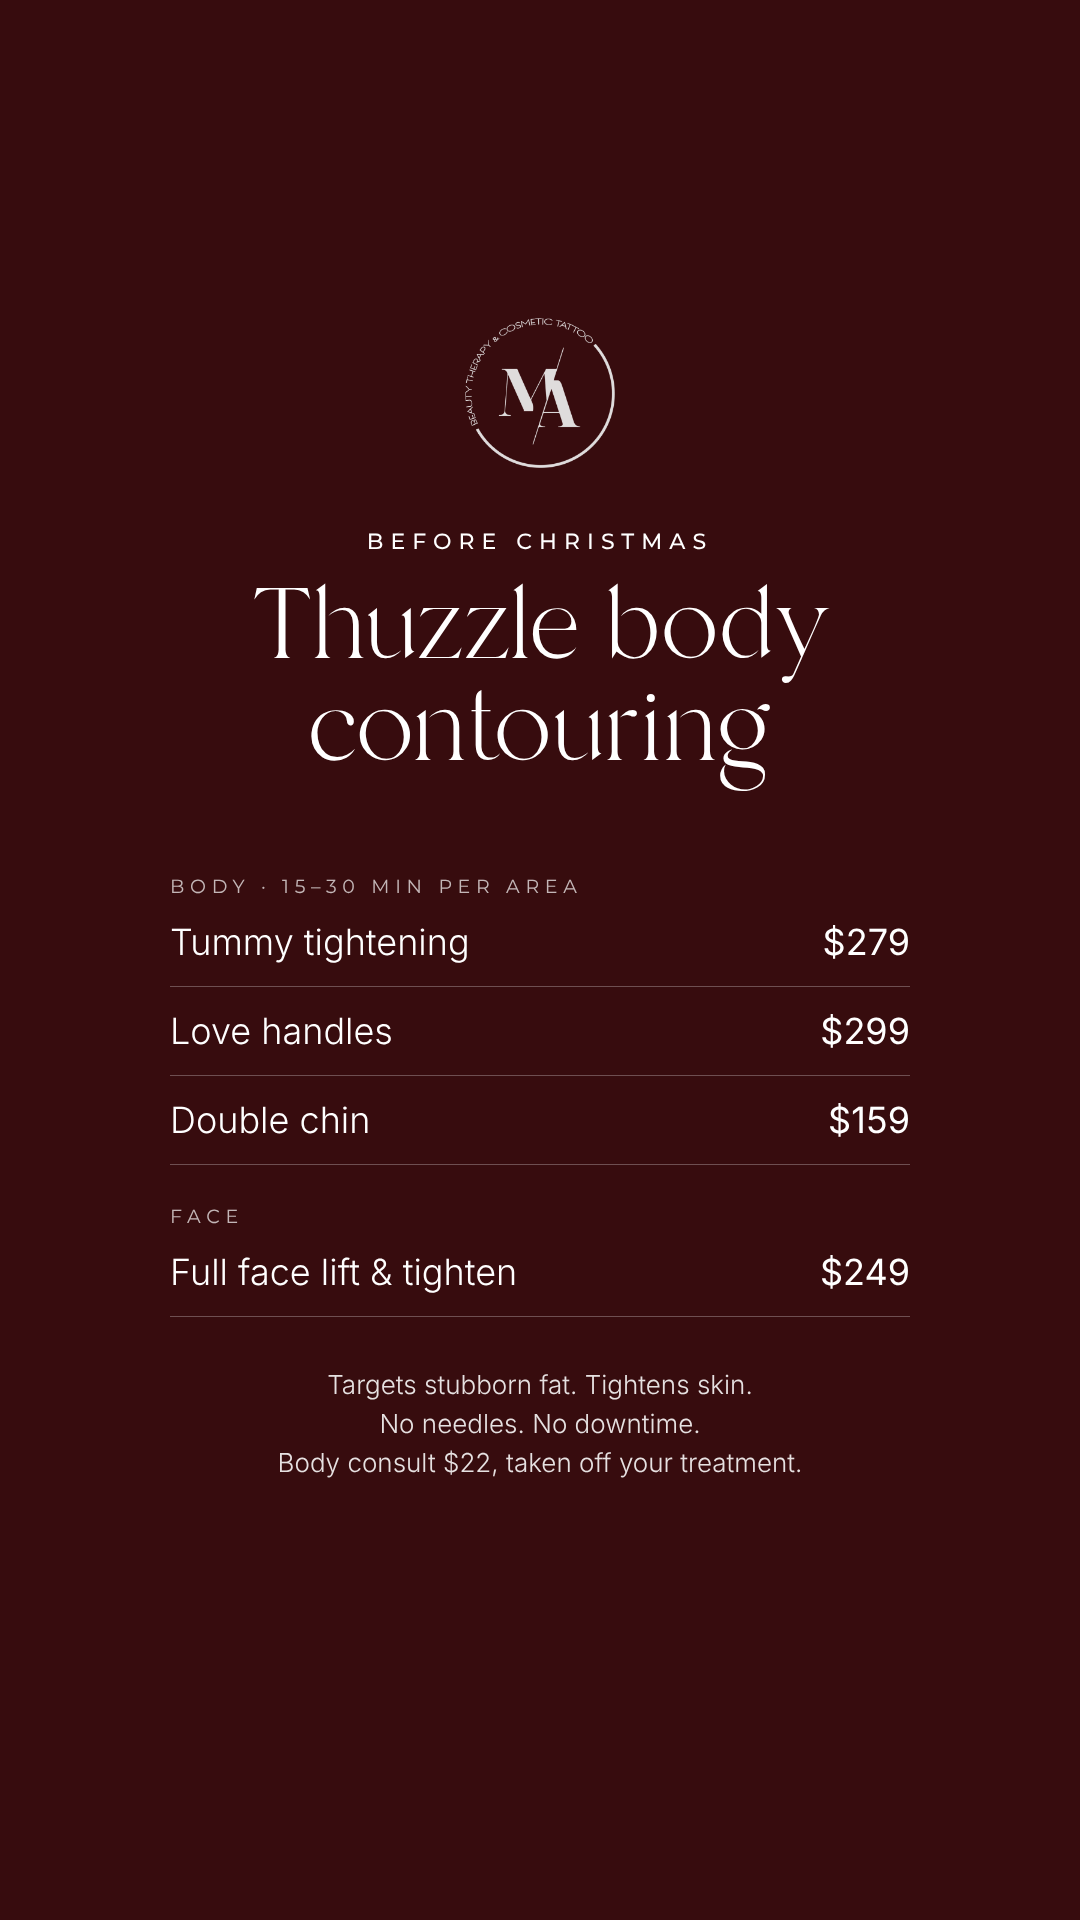 BEAUTY THERAPY & COSMETIC TATTOO
MA
BEFORE CHRISTMAS
Thuzzle body
contouring
BODY · 15–30 MIN PER AREA
Tummy tightening $279
Love handles $299
Double chin $159
FACE
Full face lift & tighten $249
Targets stubborn fat. Tightens skin.
No needles. No downtime.
Body consult $22, taken off your treatment.